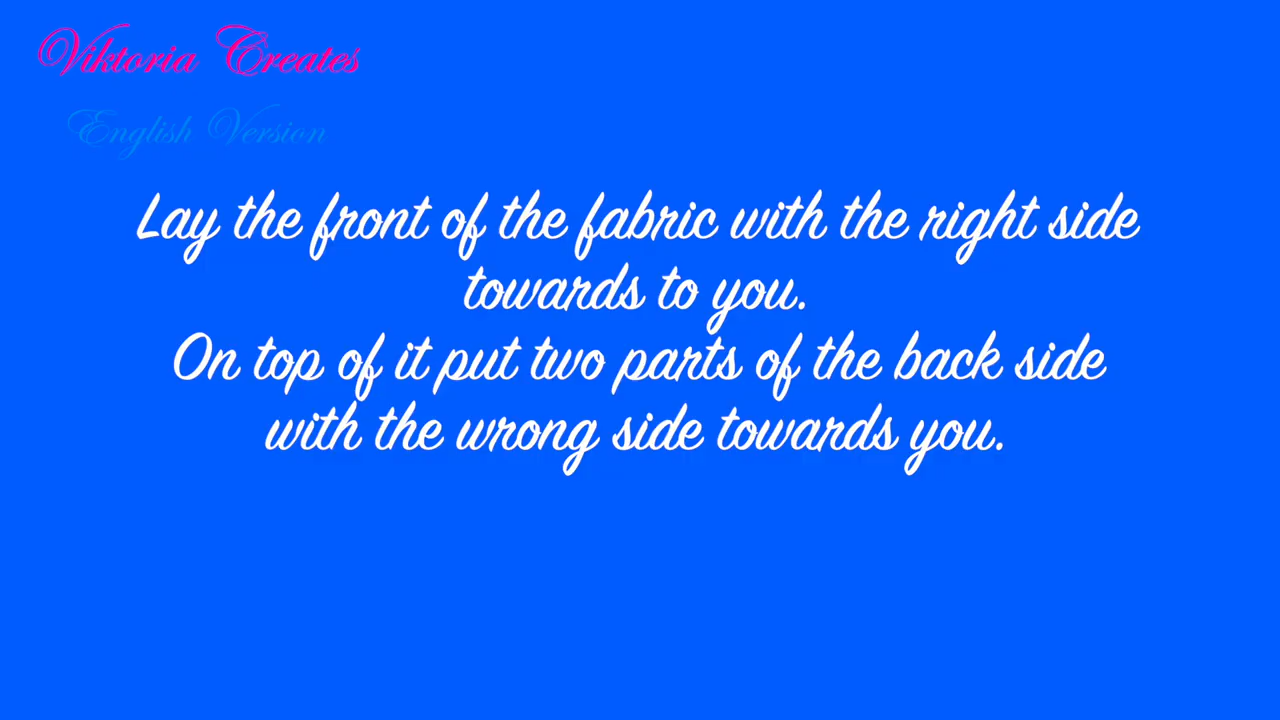 Viktoria Creates
English Version
Lay the front of the fabric with the right side
towards to you.
On top of it put two parts of the back side
with the wrong side towards you.